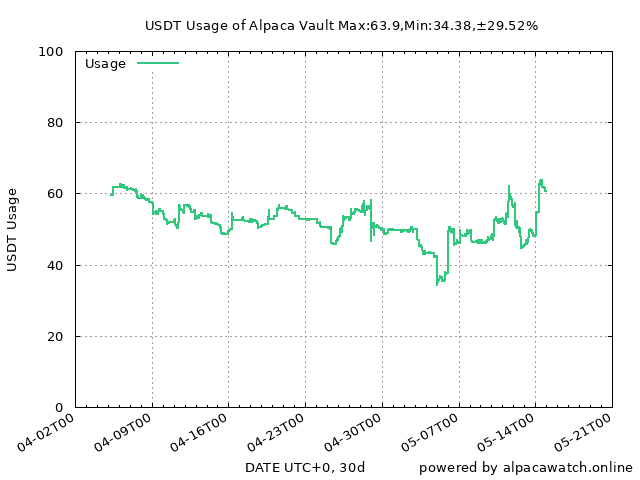 USDT Usage of Alpaca Vault Max:63.9,Min:34.38,±29.52%
Usage
100
80
60
40
20
0
USDT Usage
04-02T00
04-09T00
04-16T00
04-23T00
04-30T00
05-07T00
05-14T00
05-21T00
DATE UTC+0, 30d
powered by alpacawatch.online